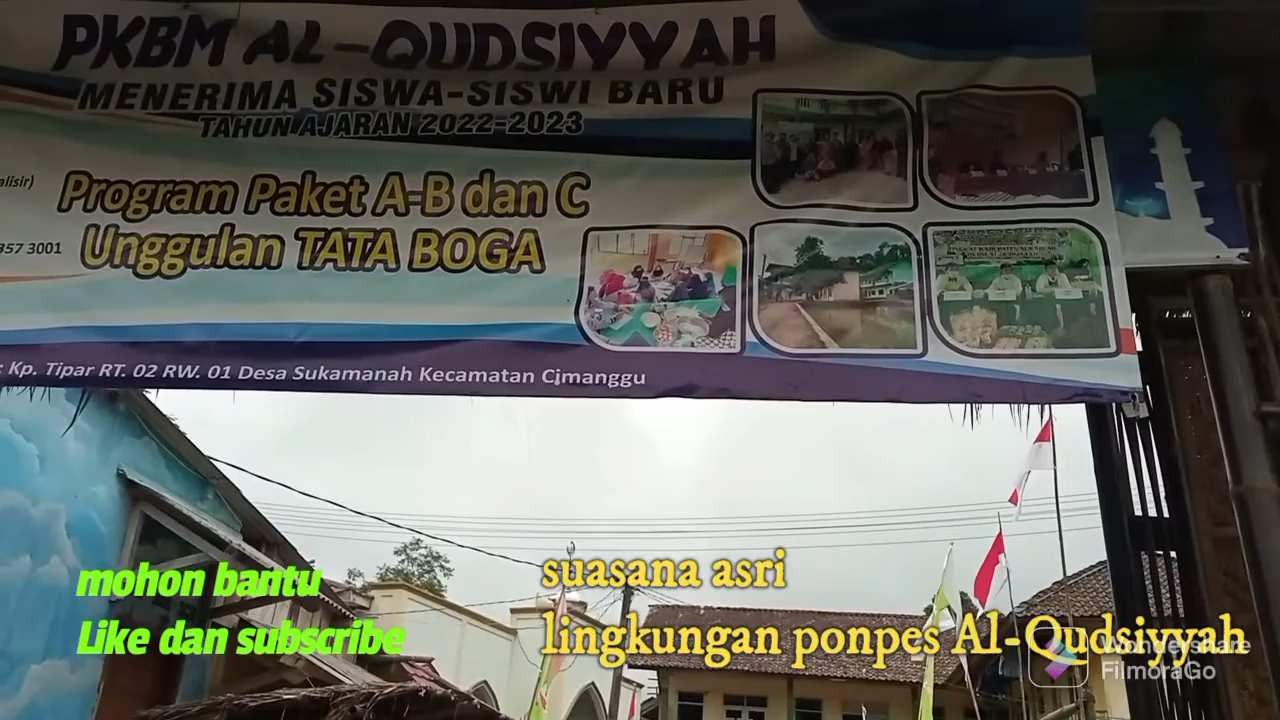 PKBM AL-QUDSIYYAH
MENERIMA SISWA-SISWI BARU
TAHUN AJARAN 2022-2023
alisir)
Program Paket A-B dan C
357 3001
Unggulan TATA BOGA
: Kp. Tipar RT. 02 RW. 01 Desa Sukamanah Kecamatan Cimanggu
mohon bantu
Like dan subscribe
suasana asri
lingkungan ponpes Al-Qudsiyyah
Wondershare
FilmoraGo